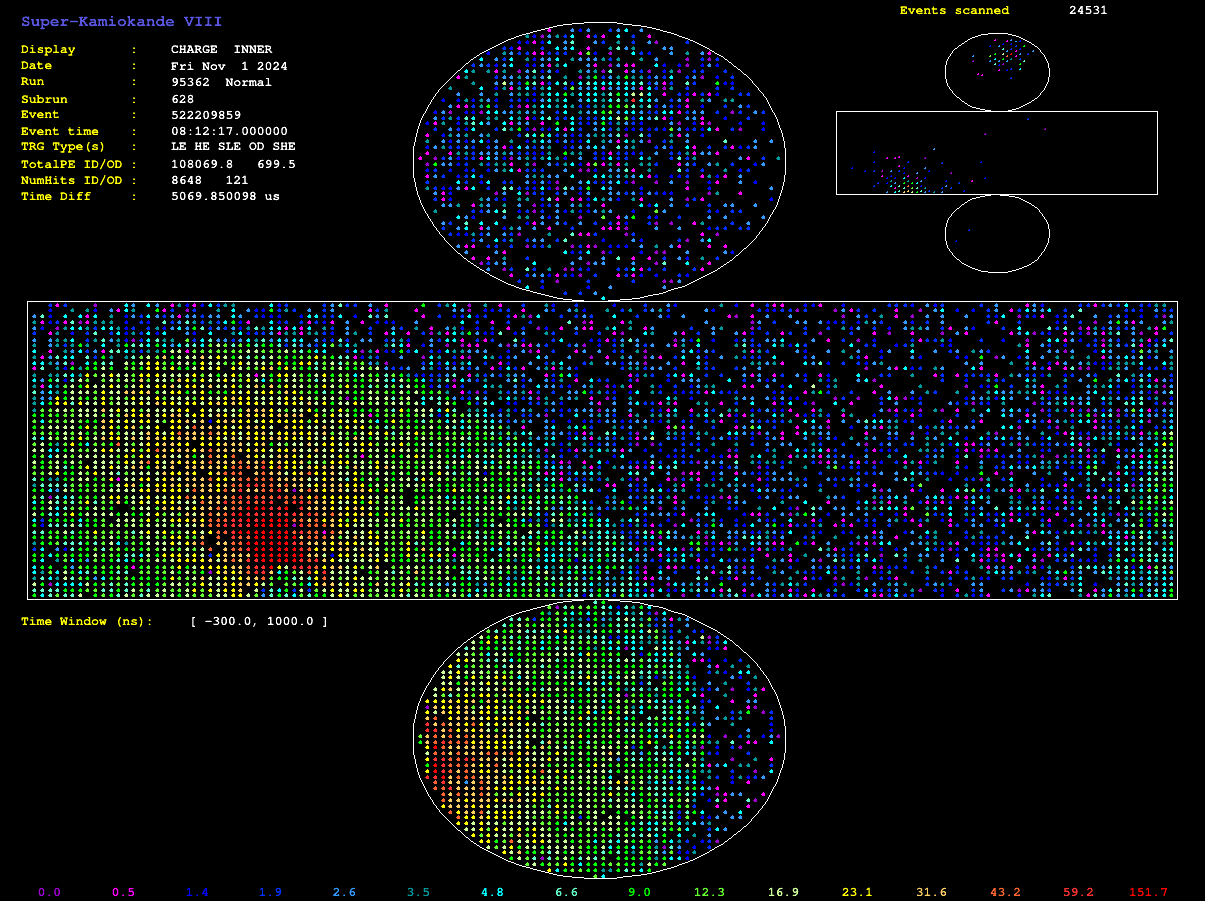 Super-Kamiokande VIII
Events scanned 24531
Display : CHARGE INNER
Date : Fri Nov 1 2024
Run : 95362 Normal
Subrun : 628
Event : 522209859
Event time : 08:12:17.000000
TRG Type(s) : LE HE SLE OD SHE
TotalPE ID/OD : 108069.8 699.5
NumHits ID/OD : 8648 121
Time Diff : 5069.850098 us
Time Window (ns): [ -300.0, 1000.0 ]
0.0 0.5 1.4 1.9 2.6 3.5 4.8 6.6 9.0 12.3 16.9 23.1 31.6 43.2 59.2 151.7